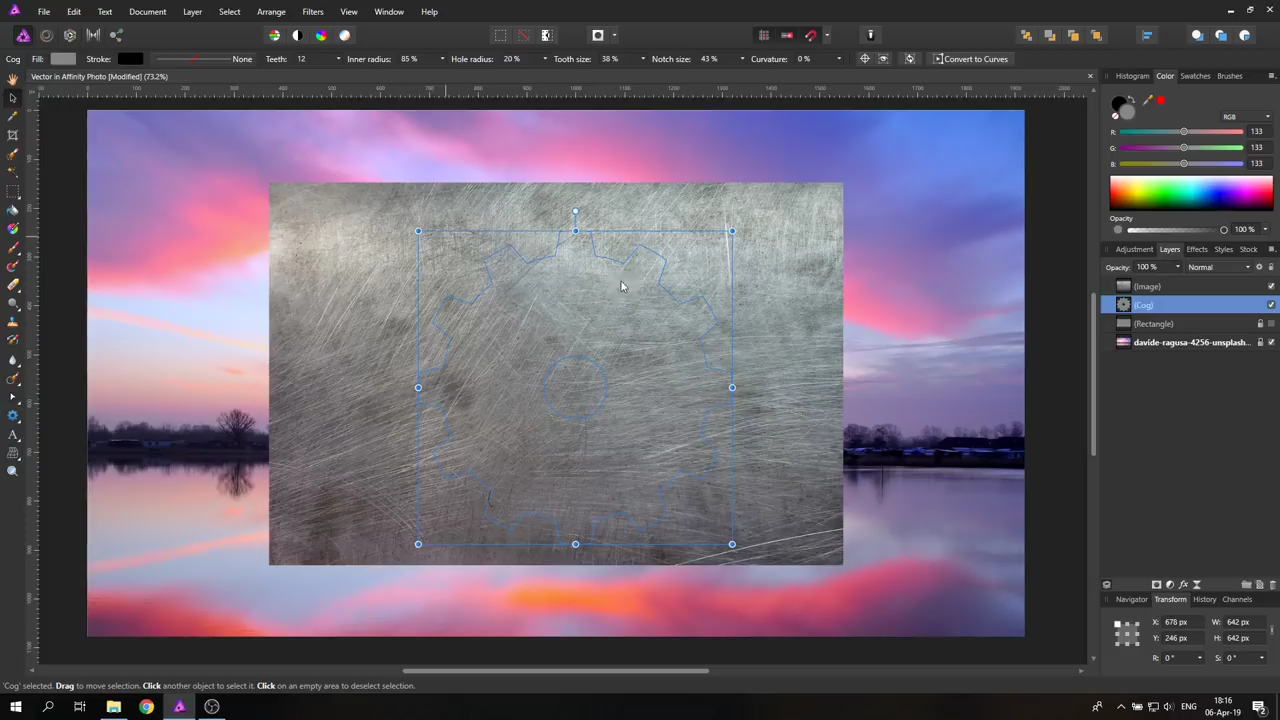 File Edit Text Document Layer Select Arrange Filters View Window Help
Cog Fill: Stroke: None Teeth: 12 Inner radius: 85 % Hole radius: 20 % Tooth size: 38 % Notch size: 43 % Curvature: 0 % Convert to Curves
Vector in Affinity Photo [Modified] (73.2%)
Histogram Color Swatches Brushes
RGB
R: 133
G: 133
B: 133
Opacity
100 %
Adjustment Layers Effects Styles Stock
Opacity: 100 % Normal
(Image)
(Cog)
(Rectangle)
davide-ragusa-4256-unsplash...
Navigator Transform History Channels
X: 678 px W: 642 px
Y: 246 px H: 642 px
R: 0 ° S: 0 °
'Cog' selected. Drag to move selection. Click another object to select it. Click on an empty area to deselect selection.
ENG
18:16
06-Apr-19
2